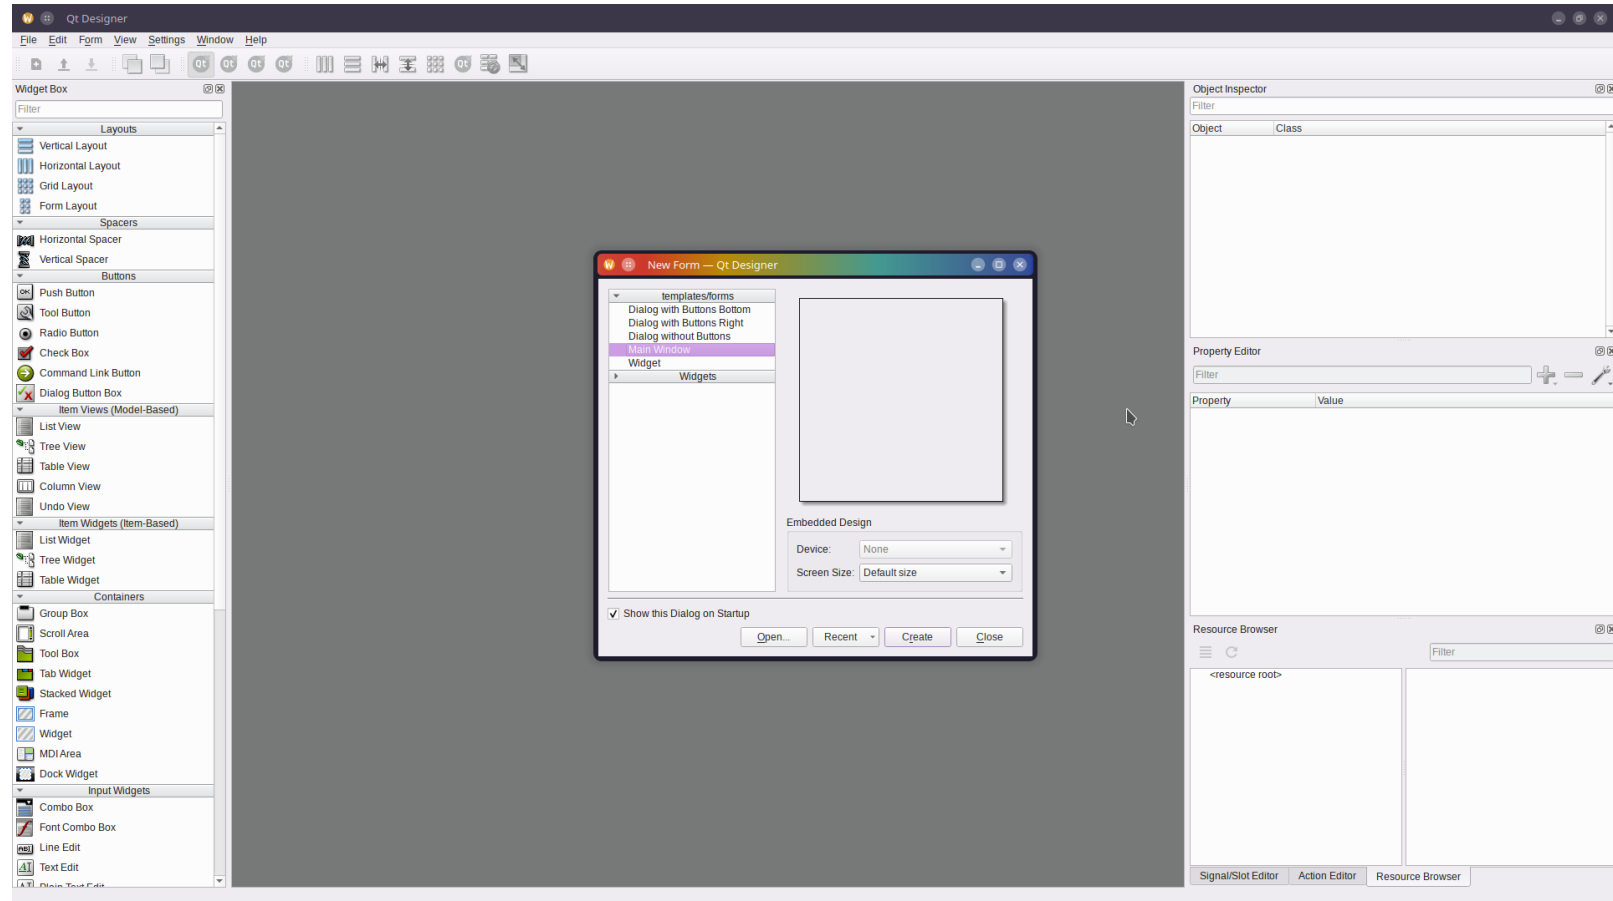 Qt Designer
File Edit Form View Settings Window Help
Widget Box
Filter
Layouts
Vertical Layout
Horizontal Layout
Grid Layout
Form Layout
Spacers
Horizontal Spacer
Vertical Spacer
Buttons
Push Button
Tool Button
Radio Button
Check Box
Command Link Button
Dialog Button Box
Item Views (Model-Based)
List View
Tree View
Table View
Column View
Undo View
Item Widgets (Item-Based)
List Widget
Tree Widget
Table Widget
Containers
Group Box
Scroll Area
Tool Box
Tab Widget
Stacked Widget
Frame
Widget
MDI Area
Dock Widget
Input Widgets
Combo Box
Font Combo Box
Line Edit
Text Edit
Plain Text Edit
New Form — Qt Designer
templates/forms
Dialog with Buttons Bottom
Dialog with Buttons Right
Dialog without Buttons
Main Window
Widget
Widgets
Embedded Design
Device: None
Screen Size: Default size
Show this Dialog on Startup
Open... Recent Create Close
Object Inspector
Filter
Object Class
Property Editor
Filter
Property Value
Resource Browser
Filter
<resource root>
Signal/Slot Editor Action Editor Resource Browser